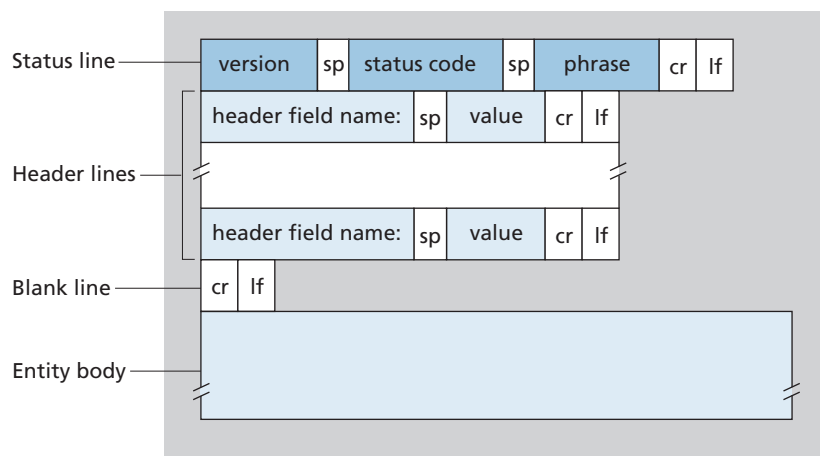 Status line
version sp status code sp phrase cr lf
header field name: sp value cr lf
Header lines
header field name: sp value cr lf
Blank line
cr lf
Entity body